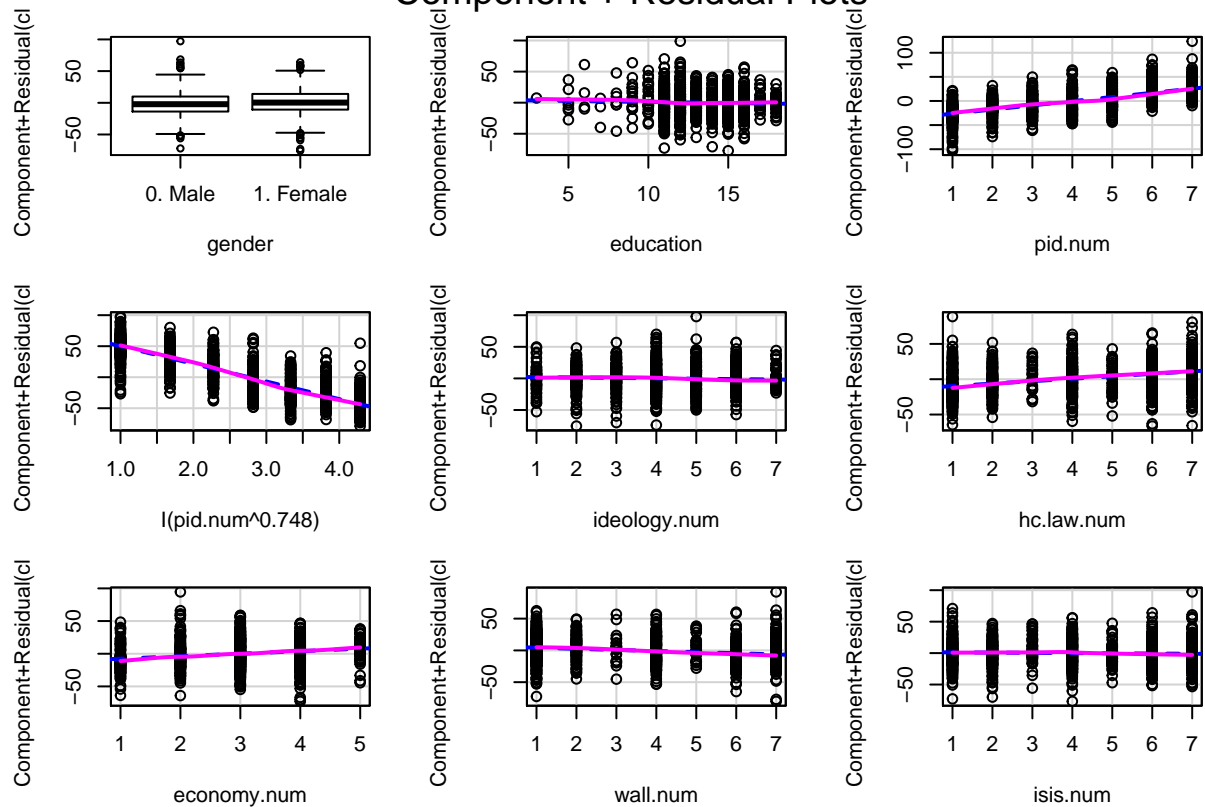 Component + Residual Plots
Component+Residual(cl
50
−50
0. Male 1. Female
gender
Component+Residual(cl
50
−50
5 10 15
education
Component+Residual(cl
100
0
−100
1 2 3 4 5 6 7
pid.num
Component+Residual(cl
50
−50
1.0 2.0 3.0 4.0
I(pid.num^0.748)
Component+Residual(cl
50
−50
1 2 3 4 5 6 7
ideology.num
Component+Residual(cl
50
−50
1 2 3 4 5 6 7
hc.law.num
Component+Residual(cl
50
−50
1 2 3 4 5
economy.num
Component+Residual(cl
50
−50
1 2 3 4 5 6 7
wall.num
Component+Residual(cl
50
−50
1 2 3 4 5 6 7
isis.num